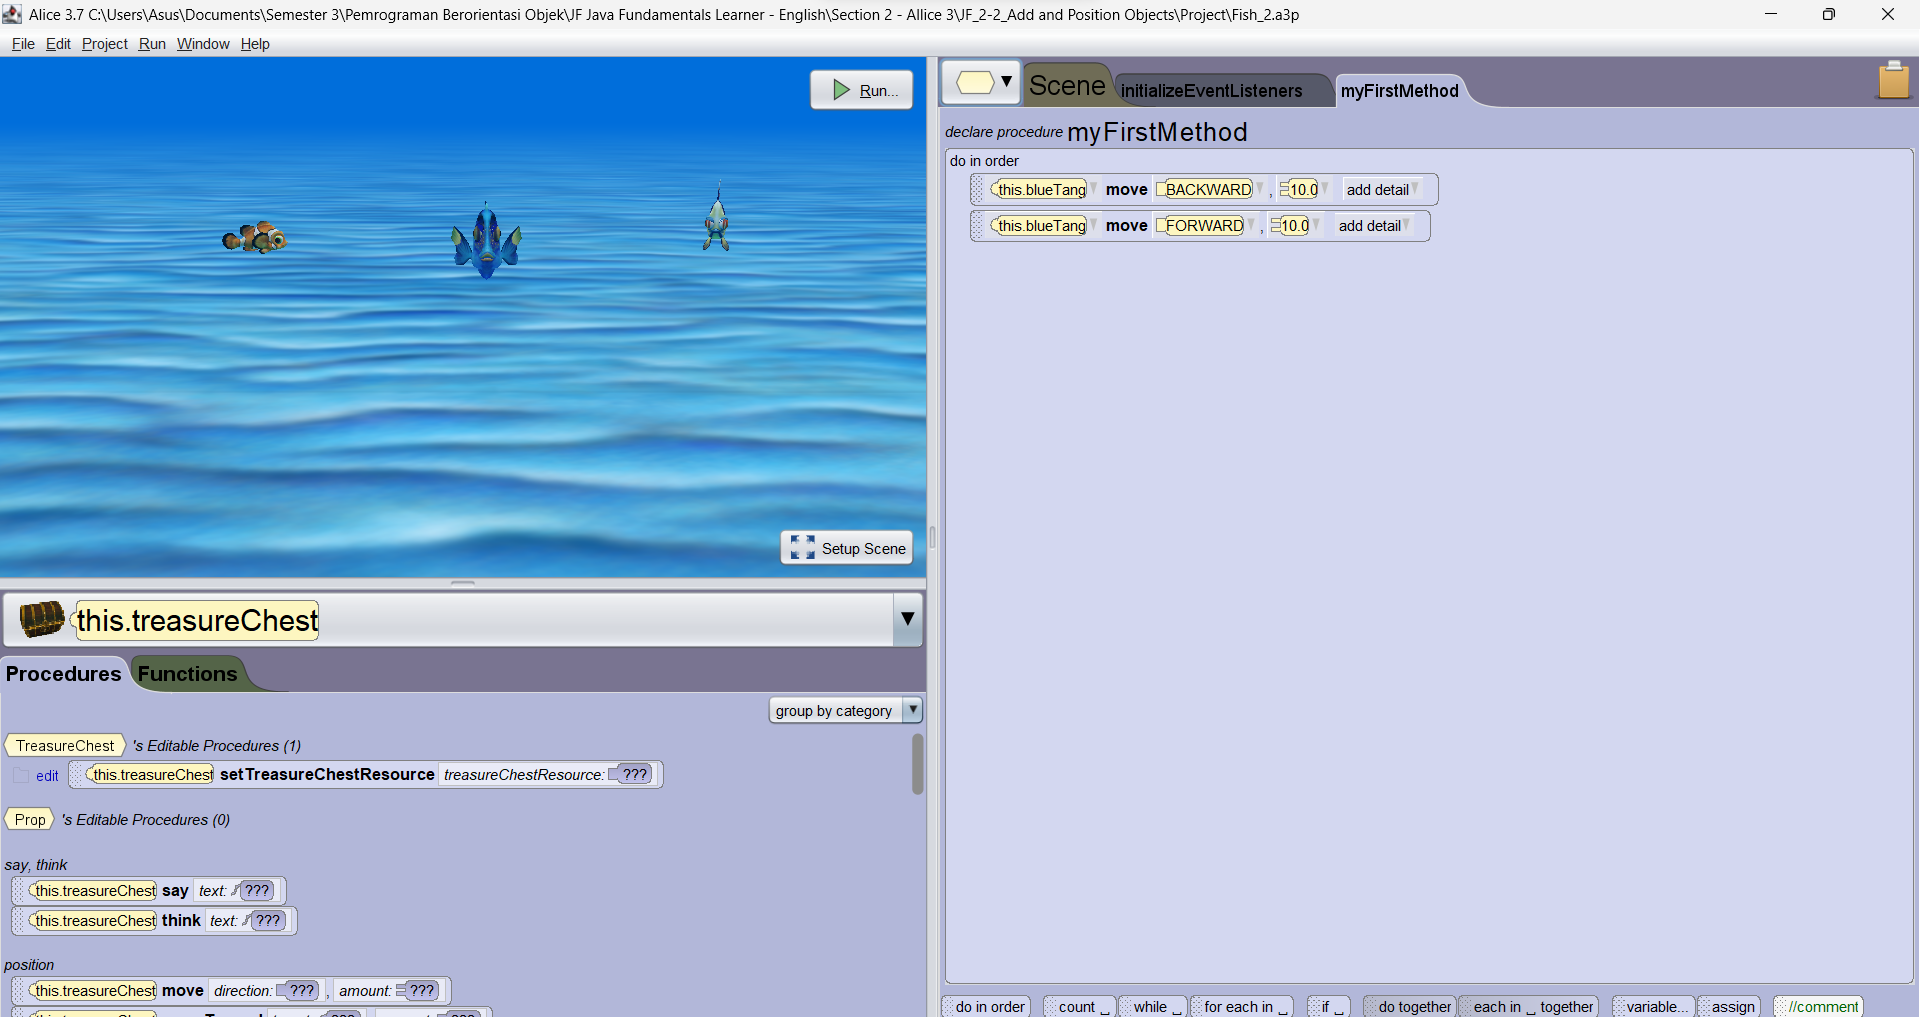 Alice 3.7 C:\Users\Asus\Documents\Semester 3\Pemrograman Berorientasi Objek\JF Java Fundamentals Learner - English\Section 2 - Allice 3\JF_2-2_Add and Position Objects\Project\Fish_2.a3p
File Edit Project Run Window Help
Run...
Setup Scene
this.treasureChest
Procedures Functions
group by category
TreasureChest 's Editable Procedures (1)
edit this.treasureChest setTreasureChestResource treasureChestResource: ???
Prop 's Editable Procedures (0)
say, think
this.treasureChest say text: ???
this.treasureChest think text: ???
position
this.treasureChest move direction: ??? , amount: ???
Scene initializeEventListeners myFirstMethod
declare procedure myFirstMethod
do in order
this.blueTang move BACKWARD , 10.0 add detail
this.blueTang move FORWARD , 10.0 add detail
do in order count _ while _ for each in _ if _ do together each in _ together variable... assign //comment